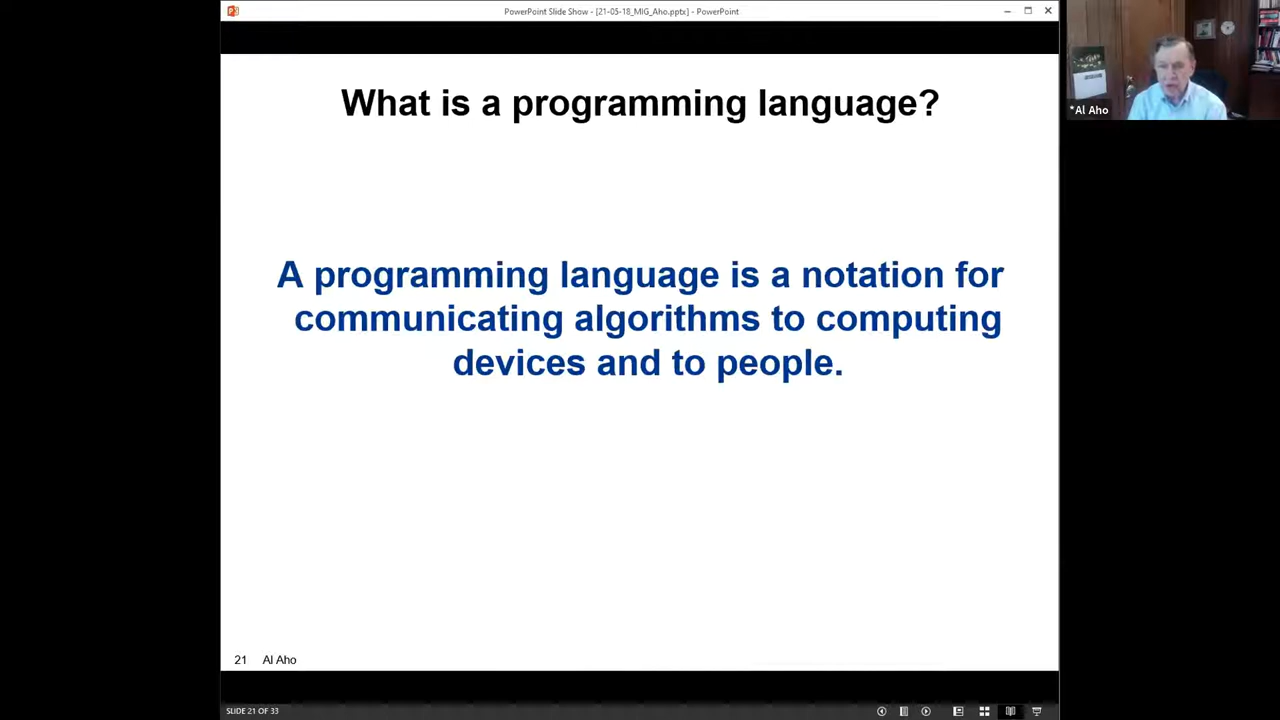 PowerPoint Slide Show - [21-05-18_MIG_Aho.pptx] - PowerPoint
What is a programming language?
A programming language is a notation for
communicating algorithms to computing
devices and to people.
21 Al Aho
SLIDE 21 OF 33
*Al Aho